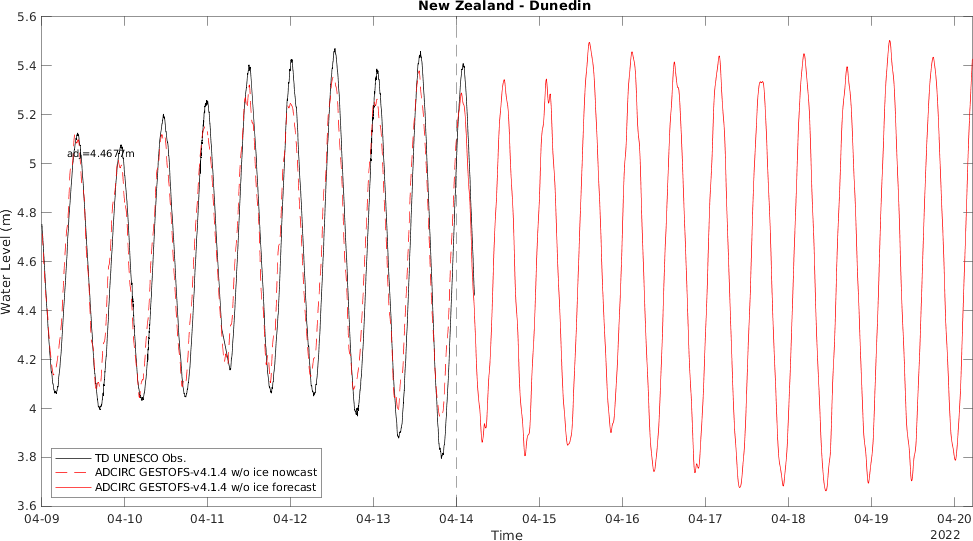 New Zealand - Dunedin
5.6
5.4
5.2
5
4.8
4.6
4.4
4.2
4
3.8
3.6
Water Level (m)
adj=4.4677m
TD UNESCO Obs.
ADCIRC GESTOFS-v4.1.4 w/o ice nowcast
ADCIRC GESTOFS-v4.1.4 w/o ice forecast
04-09 04-10 04-11 04-12 04-13 04-14 04-15 04-16 04-17 04-18 04-19 04-20
Time
2022